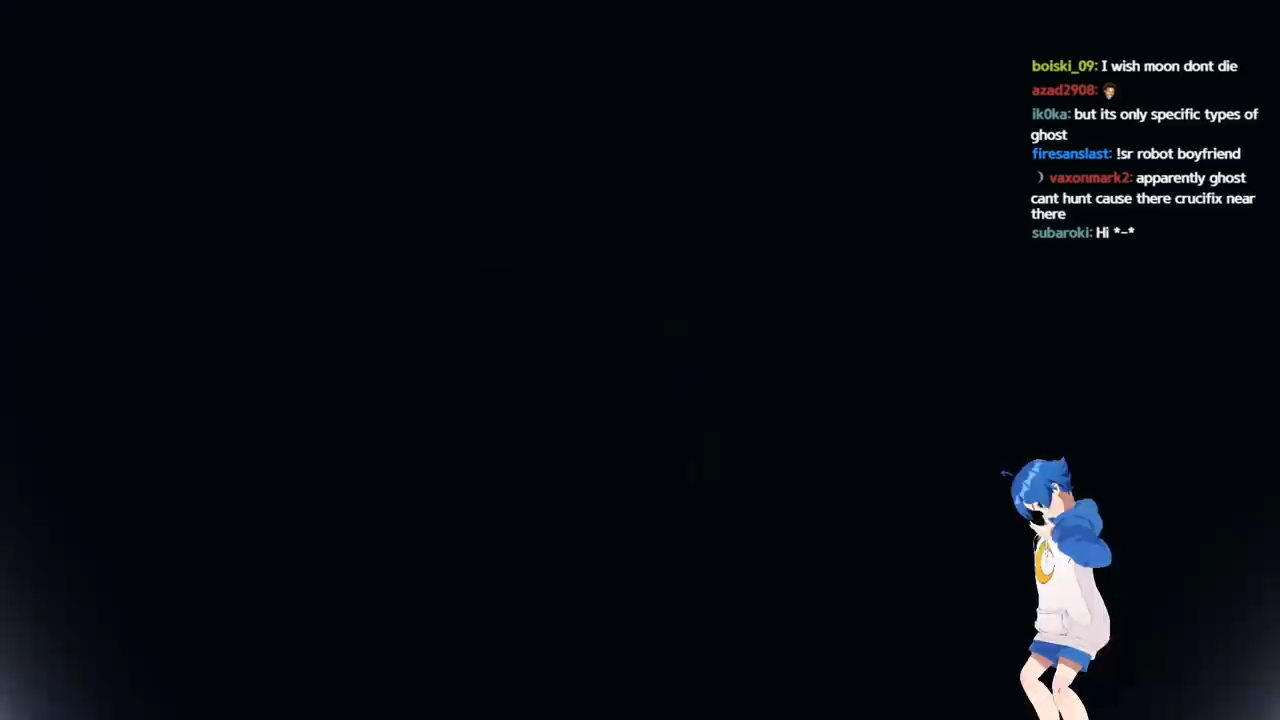 boiski_09: I wish moon dont die
azad2908:
ik0ka: but its only specific types of
ghost
firesanslast: !sr robot boyfriend
vaxonmark2: apparently ghost
cant hunt cause there crucifix near
there
subaroki: Hi *-*